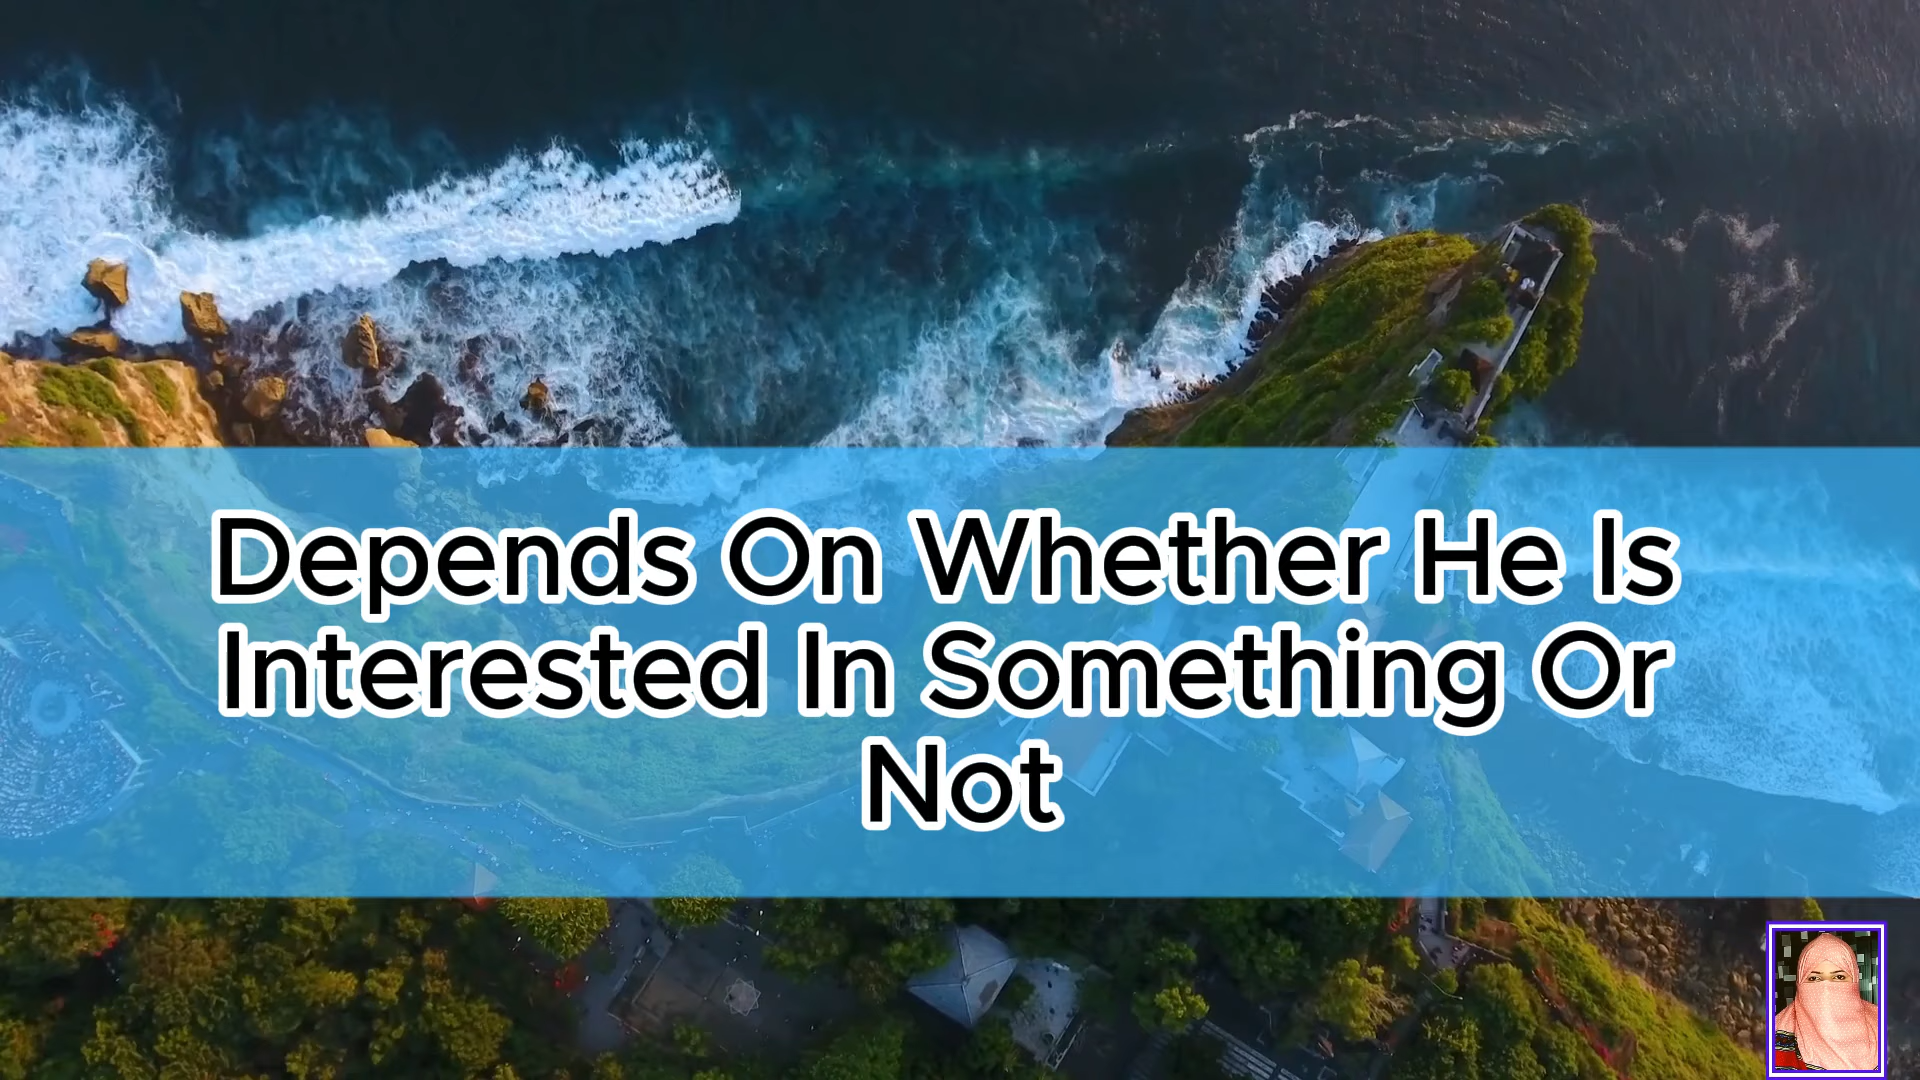 Depends On Whether He Is
Interested In Something Or
Not